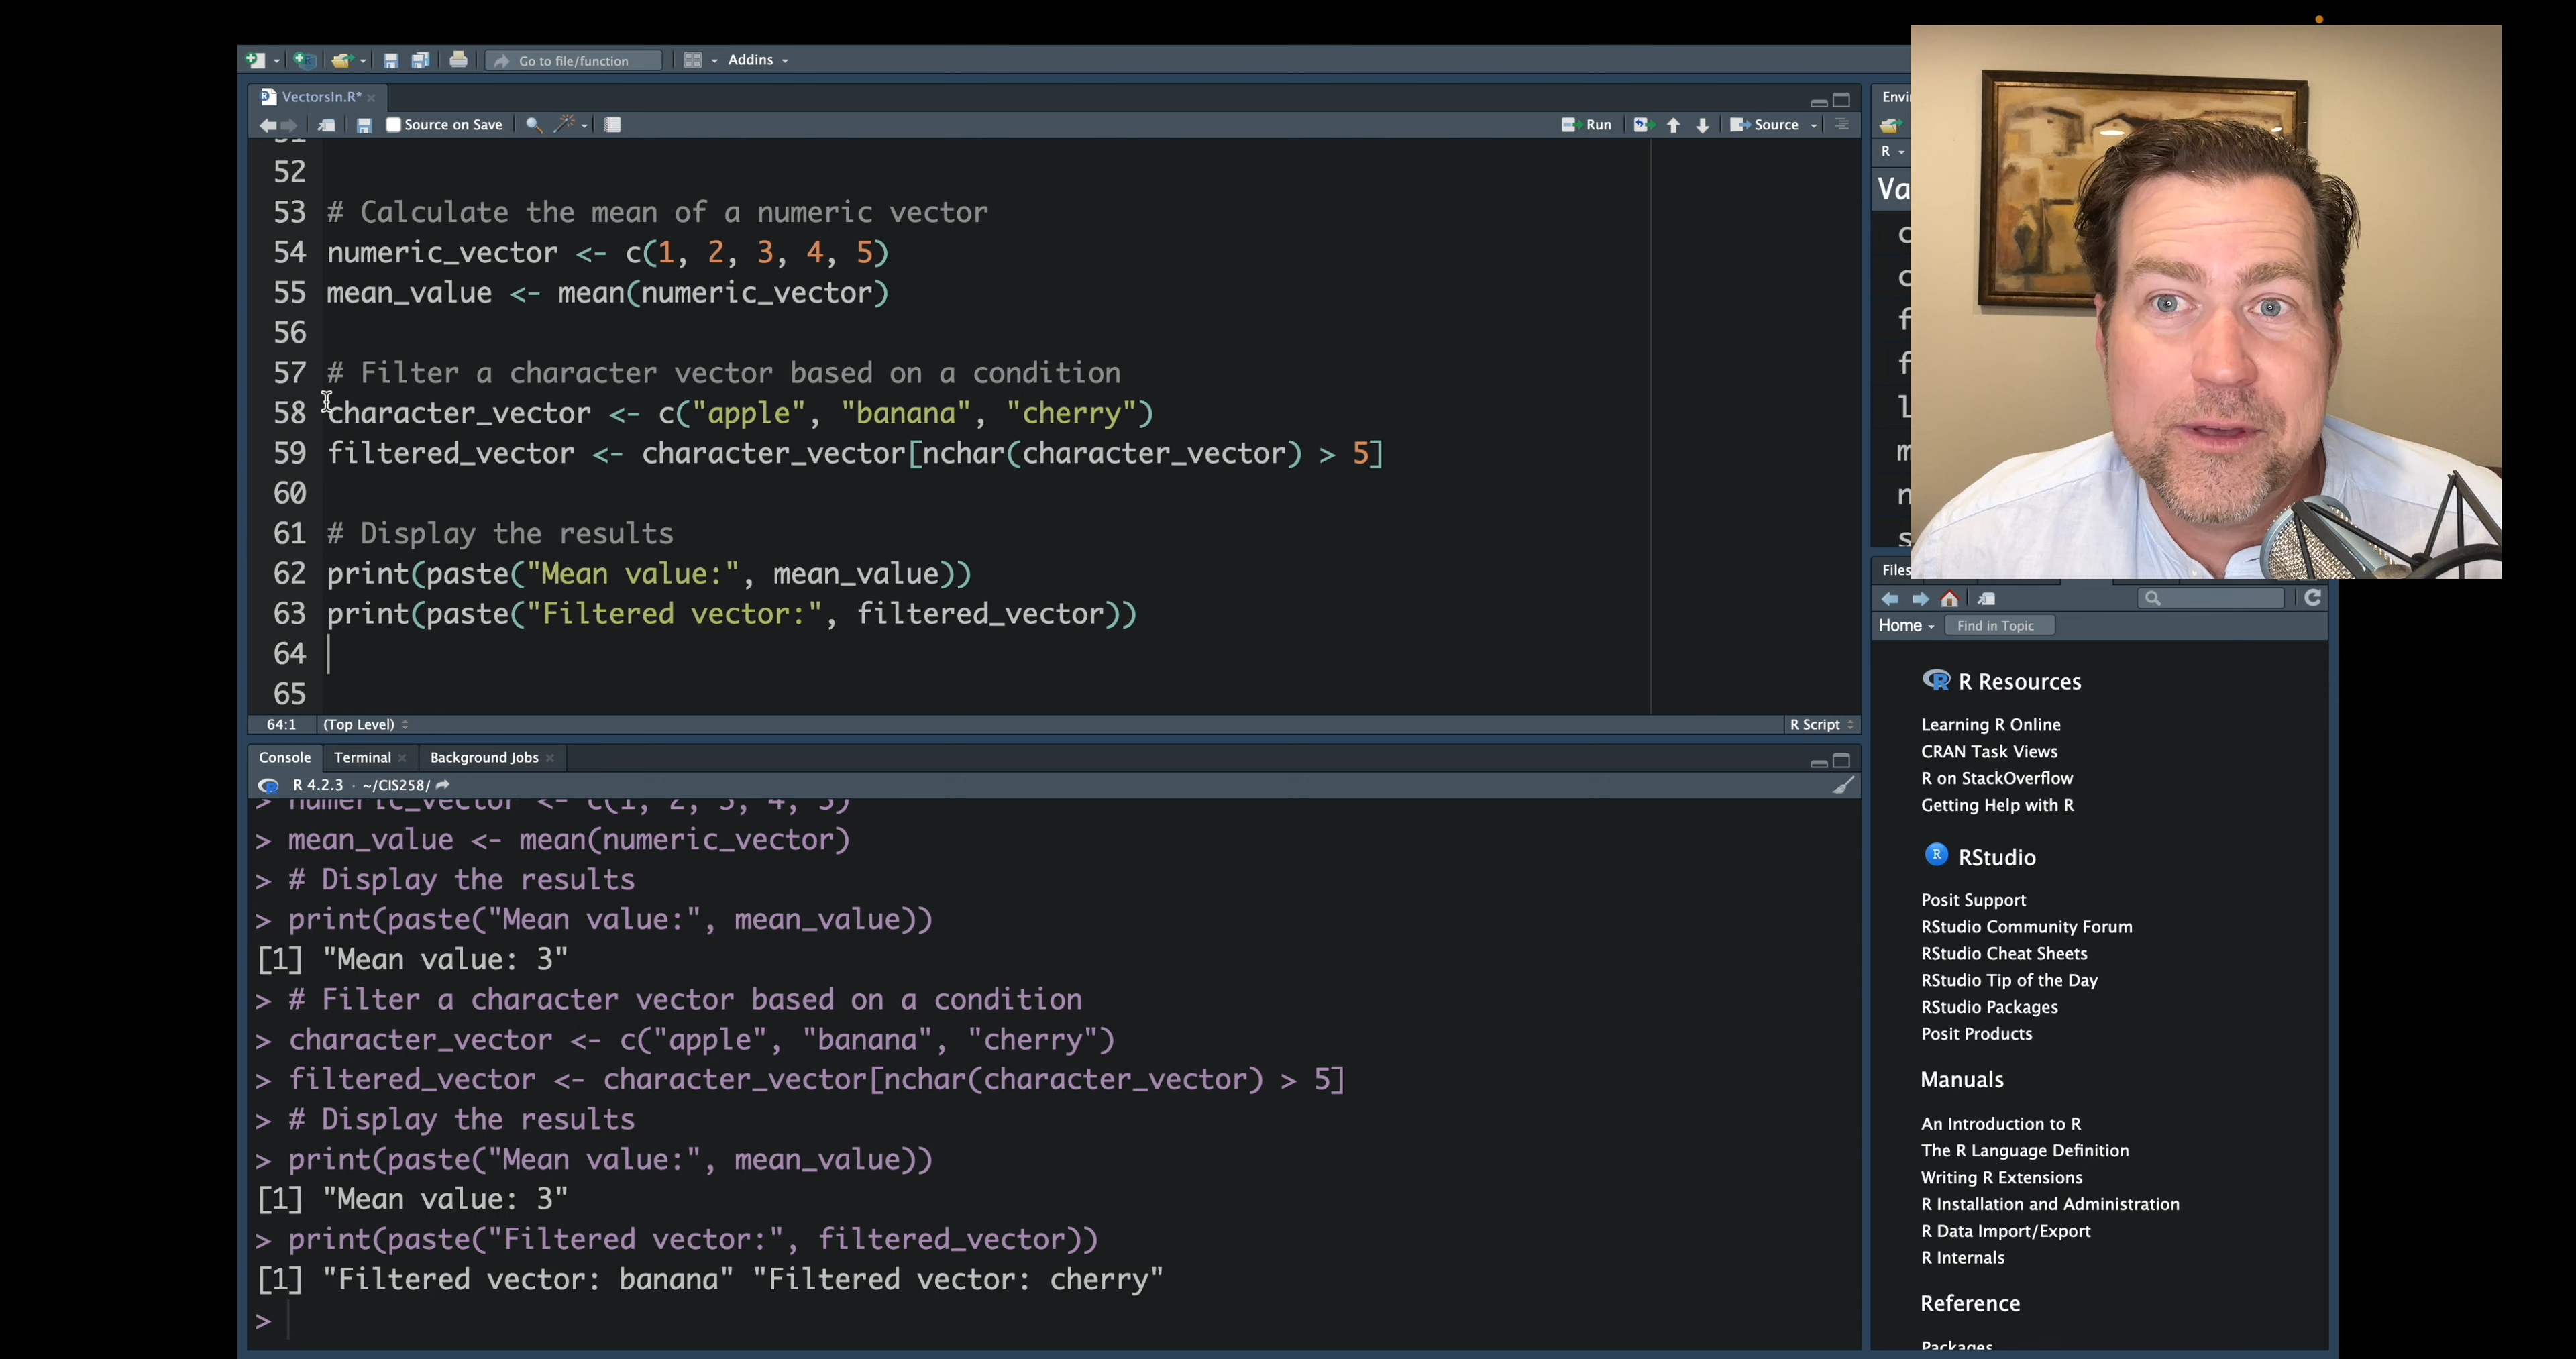 Go to file/function
Addins
VectorsIn.R*
Source on Save
Run
Source
52
53 # Calculate the mean of a numeric vector
54 numeric_vector <- c(1, 2, 3, 4, 5)
55 mean_value <- mean(numeric_vector)
56
57 # Filter a character vector based on a condition
58 character_vector <- c("apple", "banana", "cherry")
59 filtered_vector <- character_vector[nchar(character_vector) > 5]
60
61 # Display the results
62 print(paste("Mean value:", mean_value))
63 print(paste("Filtered vector:", filtered_vector))
64
65
64:1 (Top Level) R Script
Console Terminal Background Jobs
R 4.2.3 · ~/CIS258/
> numeric_vector <- c(1, 2, 3, 4, 5)
> mean_value <- mean(numeric_vector)
> # Display the results
> print(paste("Mean value:", mean_value))
[1] "Mean value: 3"
> # Filter a character vector based on a condition
> character_vector <- c("apple", "banana", "cherry")
> filtered_vector <- character_vector[nchar(character_vector) > 5]
> # Display the results
> print(paste("Mean value:", mean_value))
[1] "Mean value: 3"
> print(paste("Filtered vector:", filtered_vector))
[1] "Filtered vector: banana" "Filtered vector: cherry"
>
Envi
R
Va
c
c
f
f
l
m
n
s
Files
Home Find in Topic
R Resources
Learning R Online
CRAN Task Views
R on StackOverflow
Getting Help with R
R RStudio
Posit Support
RStudio Community Forum
RStudio Cheat Sheets
RStudio Tip of the Day
RStudio Packages
Posit Products
Manuals
An Introduction to R
The R Language Definition
Writing R Extensions
R Installation and Administration
R Data Import/Export
R Internals
Reference
Packages